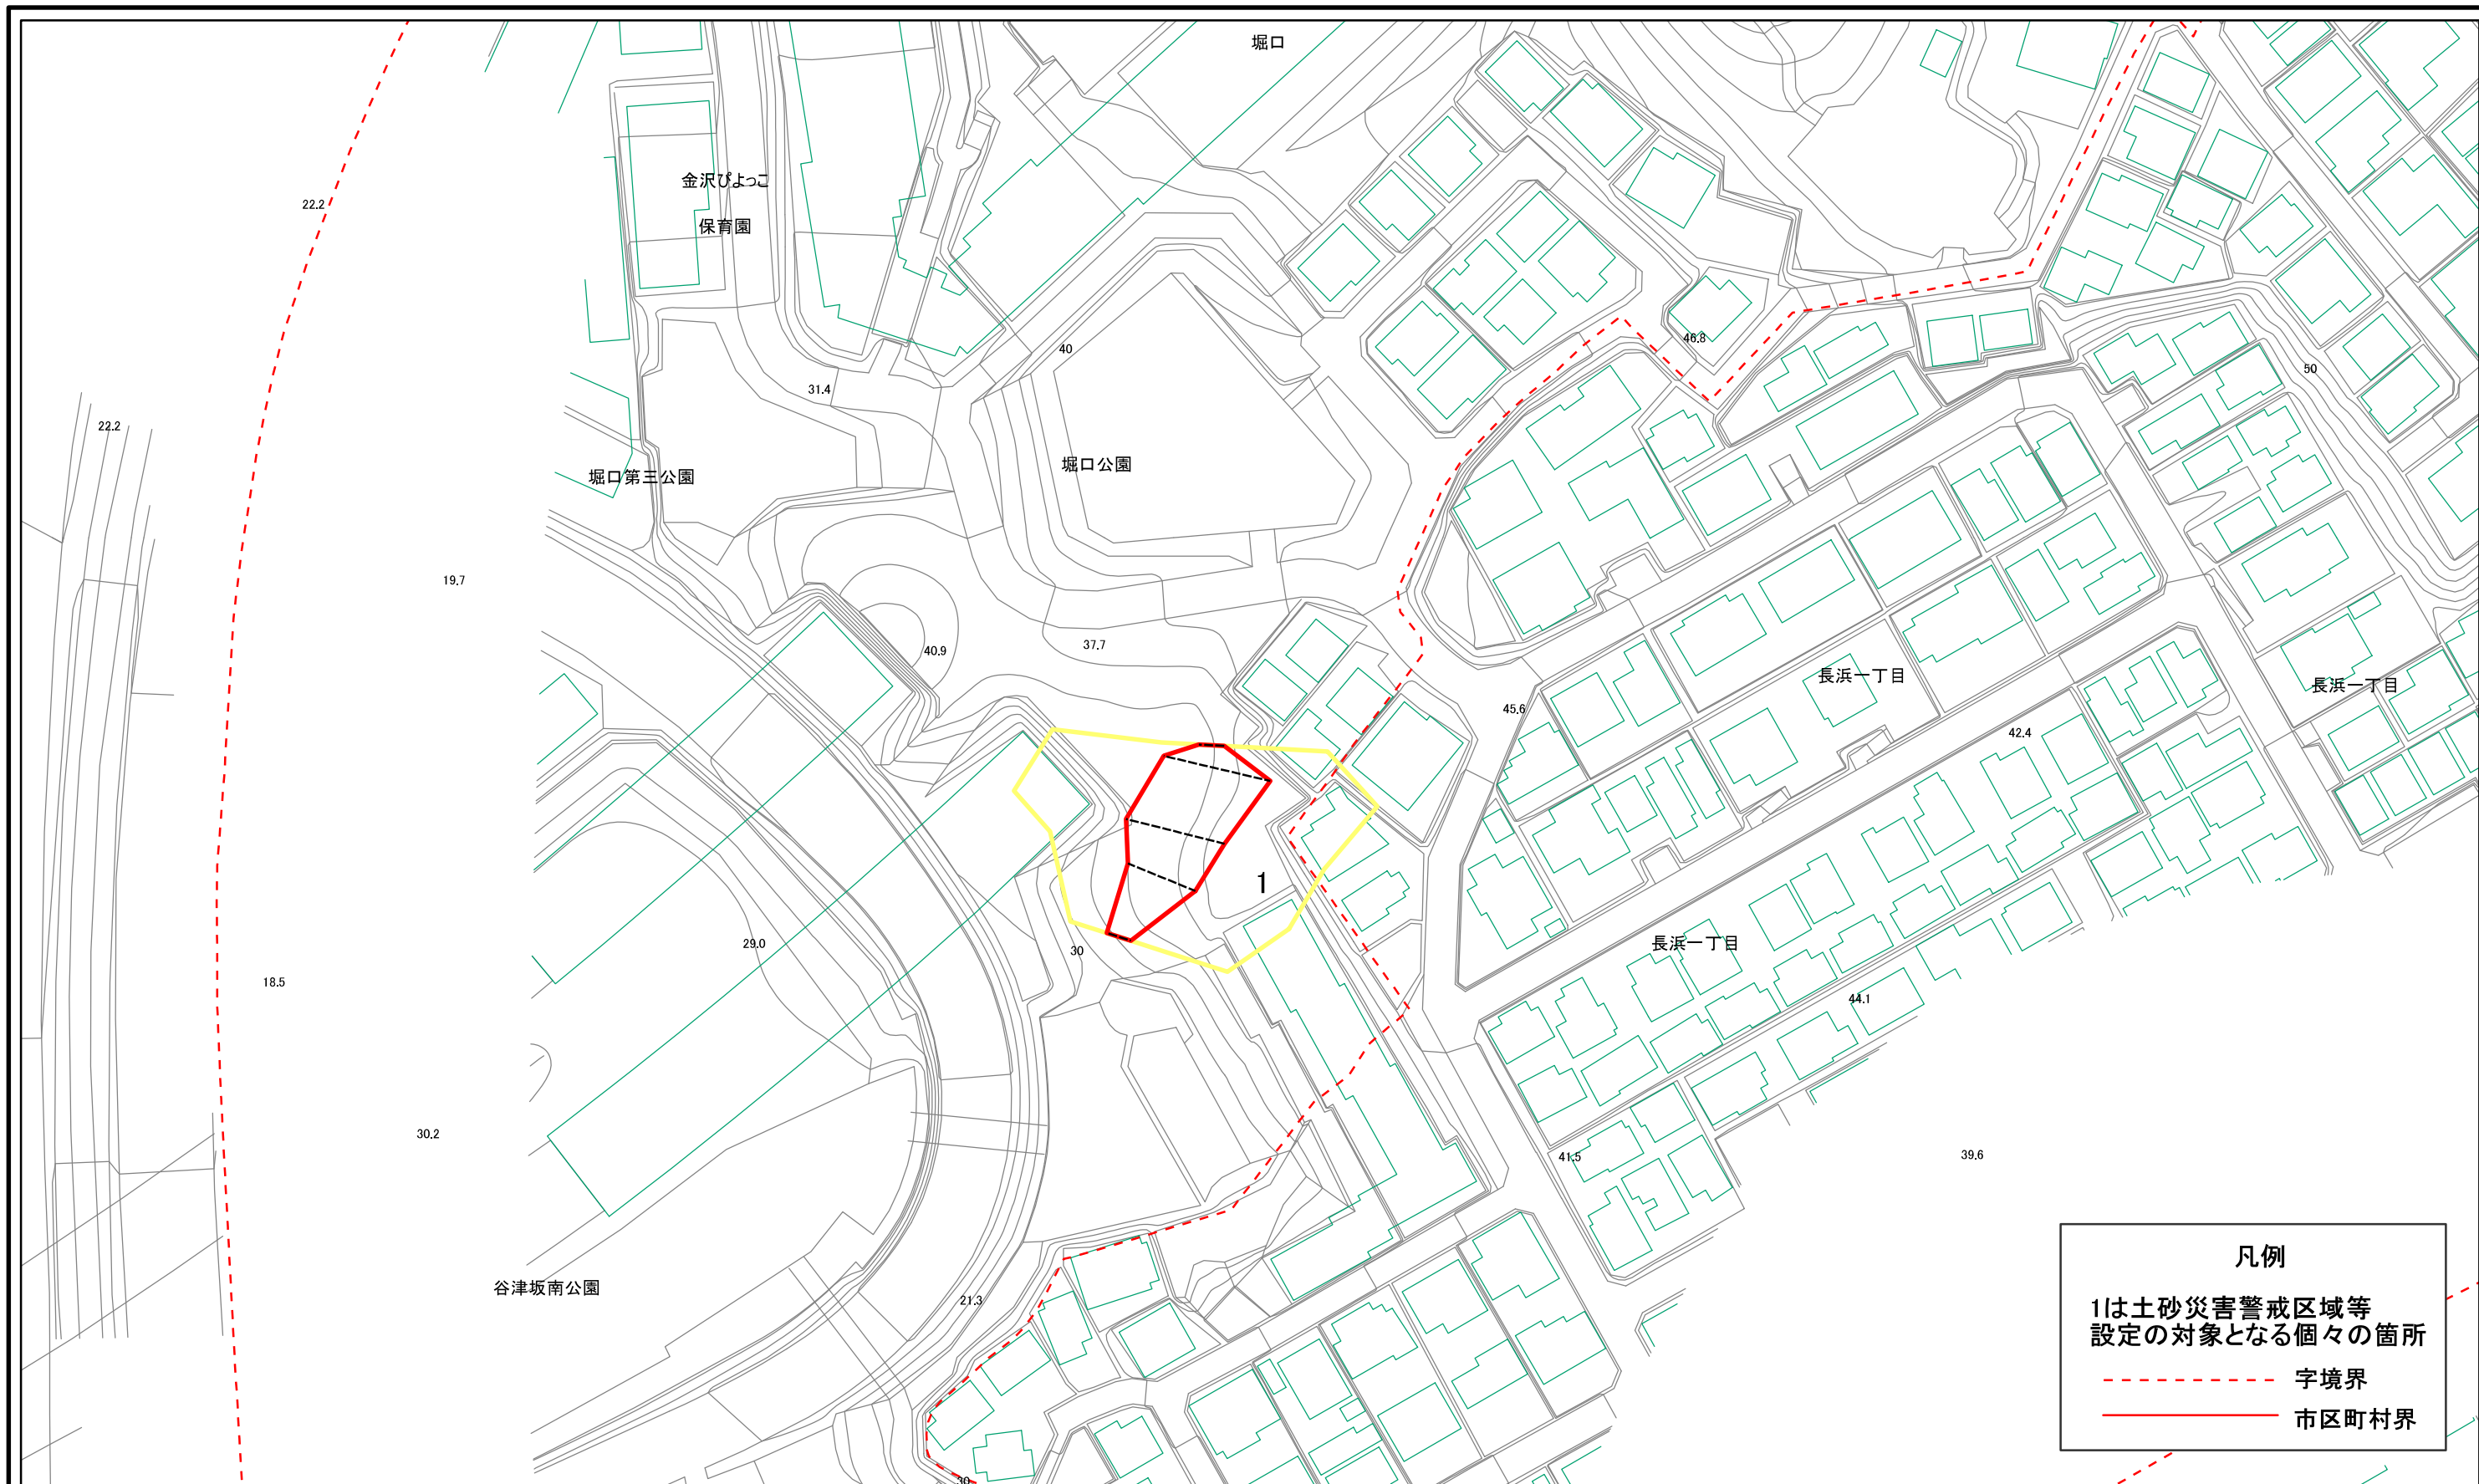 堀口
金沢ぴよっこ
保育園
22.2
46.8
40
50
31.4
22.2
堀口公園
堀口第三公園
19.7
37.7
40.9
長浜一丁目
長浜一丁目
45.6
42.4
1
29.0
30
長浜一丁目
18.5
44.1
30.2
41.5
39.6
谷津坂南公園
21.3
30
凡例
1は土砂災害警戒区域等
設定の対象となる個々の箇所
字境界
市区町村界